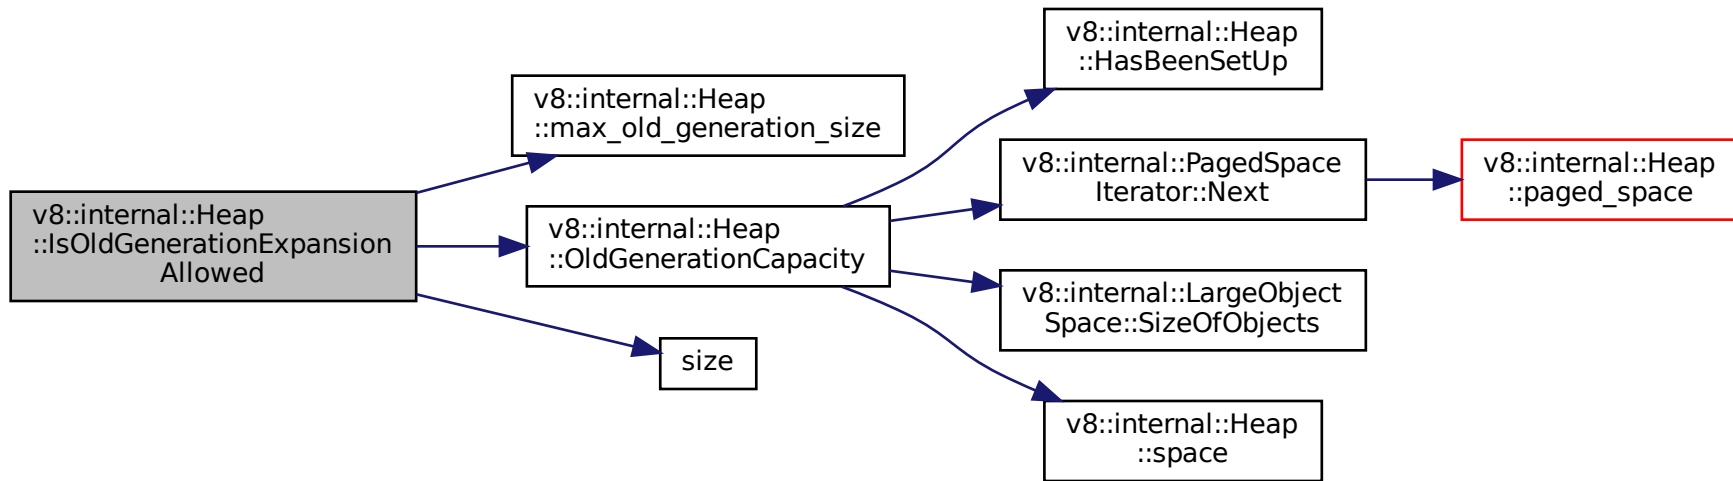 v8::internal::Heap
::IsOldGenerationExpansion
Allowed
v8::internal::Heap
::max_old_generation_size
v8::internal::Heap
::OldGenerationCapacity
size
v8::internal::Heap
::HasBeenSetUp
v8::internal::PagedSpace
Iterator::Next
v8::internal::LargeObject
Space::SizeOfObjects
v8::internal::Heap
::space
v8::internal::Heap
::paged_space